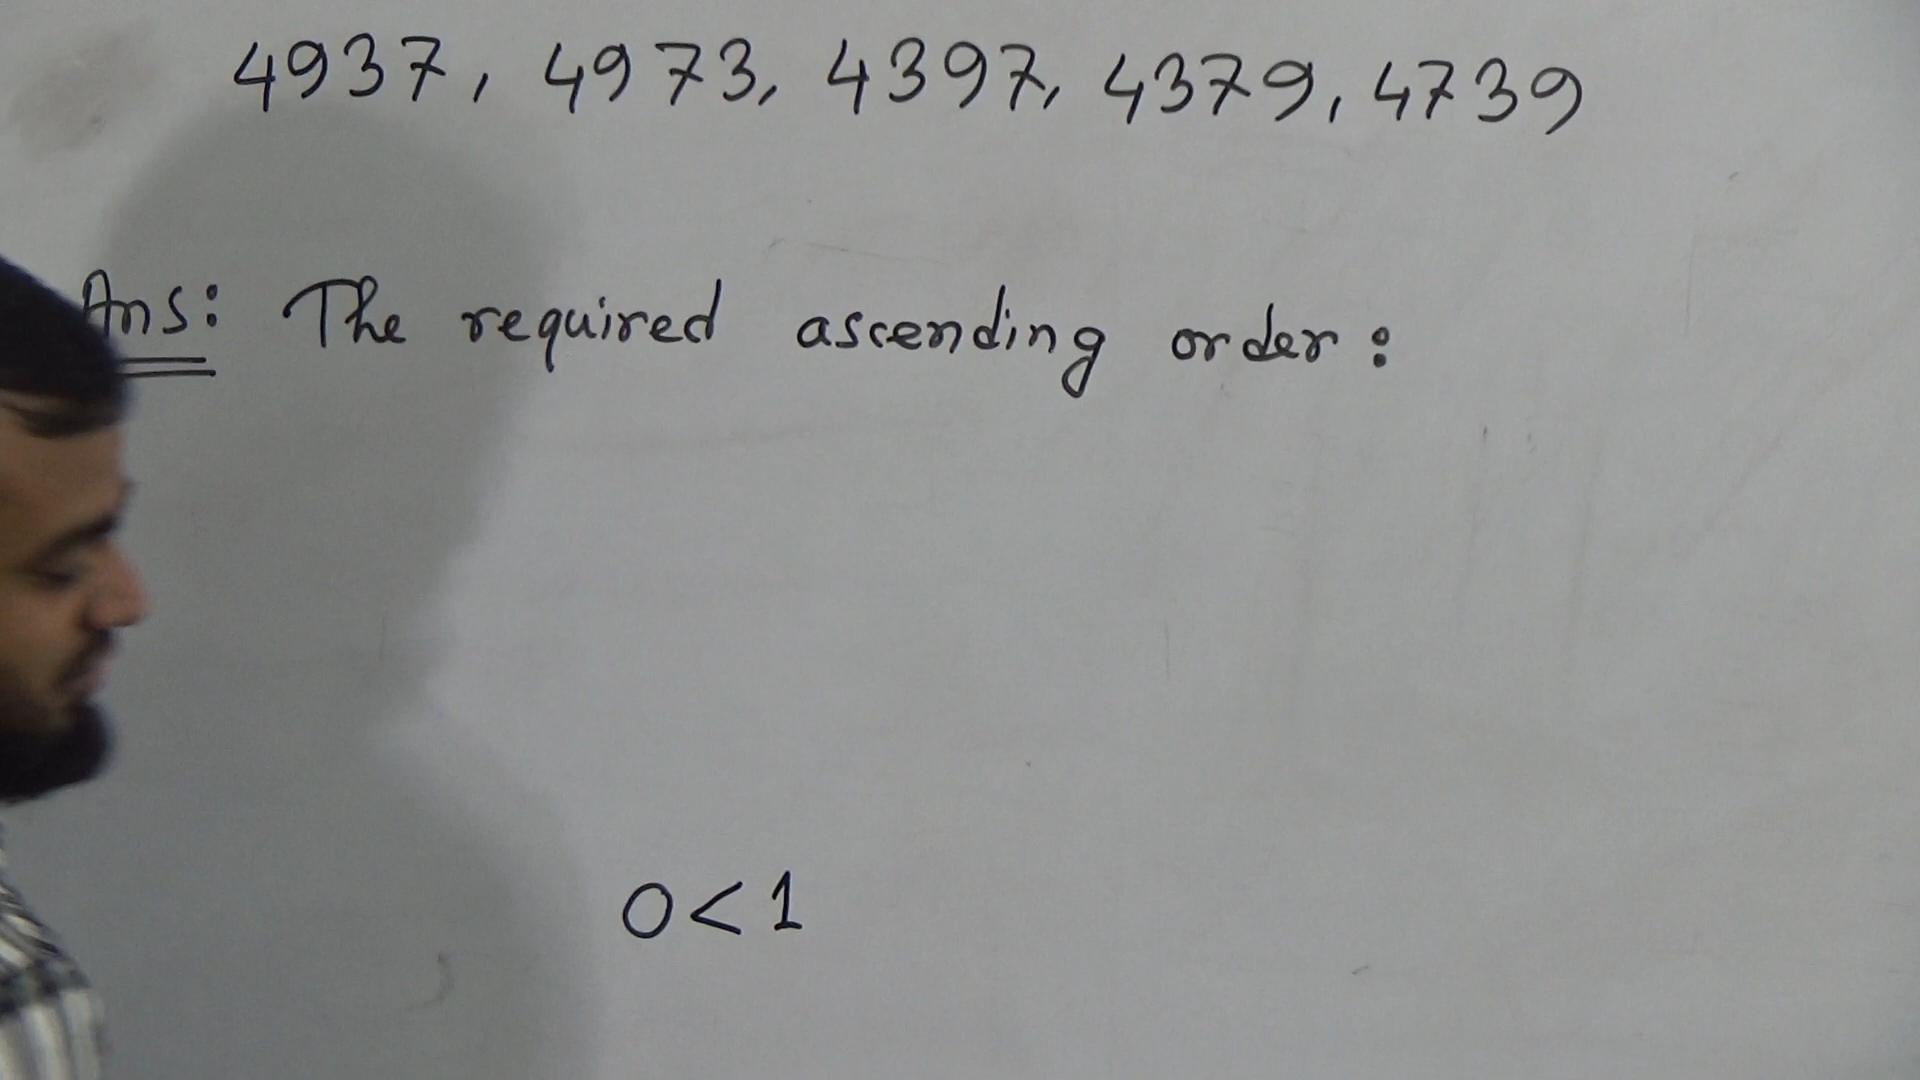 4937, 4973, 4397, 4379, 4739
Ans: The required ascending order:
0<1